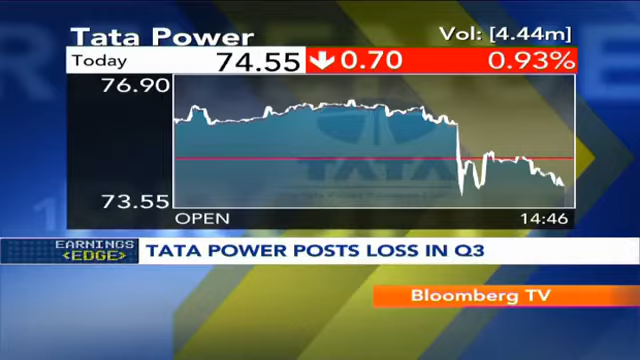 Tata Power
Vol: [4.44m]
Today
74.55
0.70
0.93%
76.90
TATA
73.55
OPEN
14:46
EARNINGS
<EDGE>
TATA POWER POSTS LOSS IN Q3
Bloomberg TV